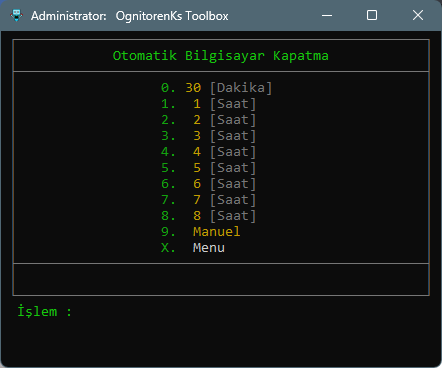 Administrator: OgnitorenKs Toolbox
Otomatik Bilgisayar Kapatma
0. 30 [Dakika]
1. 1 [Saat]
2. 2 [Saat]
3. 3 [Saat]
4. 4 [Saat]
5. 5 [Saat]
6. 6 [Saat]
7. 7 [Saat]
8. 8 [Saat]
9. Manuel
X. Menu
İşlem :